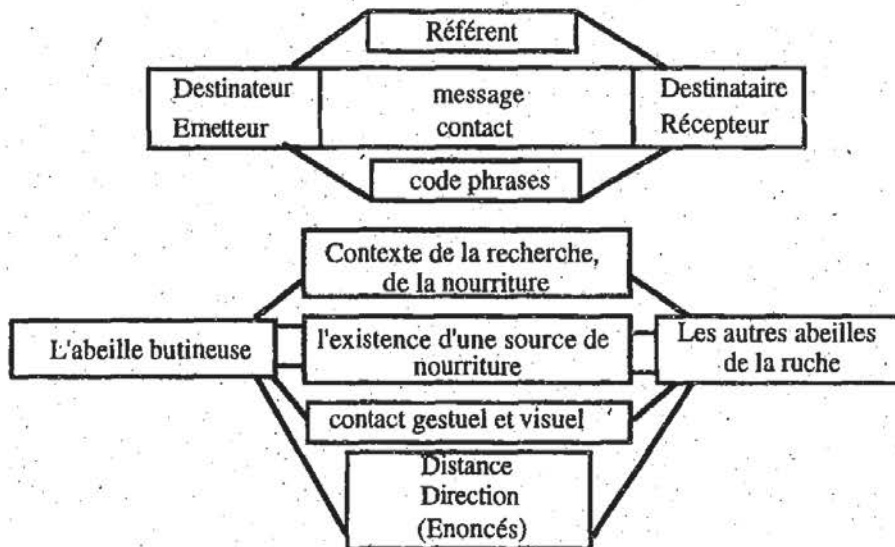 Référent
Destinateur
Emetteur
message
contact
Destinataire
Récepteur
code phrases
Contexte de la recherche,
de la nourriture
L'abeille butineuse
l'existence d'une source de
nourriture
Les autres abeilles
de la ruche
contact gestuel et visuel
Distance
Direction
(Enoncés)